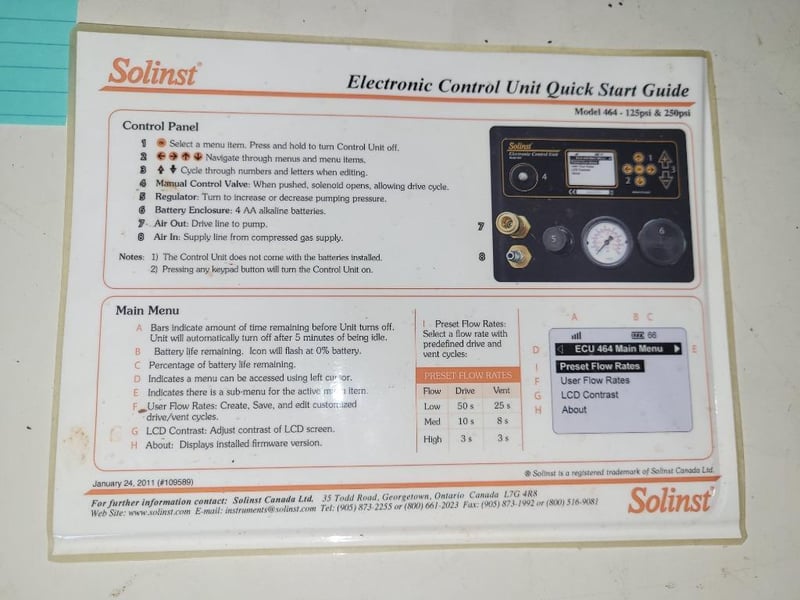 Solinst®
Electronic Control Unit Quick Start Guide
Model 464 - 125psi & 250psi
Control Panel
1 Select a menu item. Press and hold to turn Control Unit off.
2 Navigate through menus and menu items.
3 Cycle through numbers and letters when editing.
4 Manual Control Valve: When pushed, solenoid opens, allowing drive cycle.
5 Regulator: Turn to increase or decrease pumping pressure.
6 Battery Enclosure: 4 AA alkaline batteries.
7 Air Out: Drive line to pump.
8 Air In: Supply line from compressed gas supply.
Notes: 1) The Control Unit does not come with the batteries installed.
2) Pressing any keypad button will turn the Control Unit on.
Solinst
Electronic Control Unit
1
2
3
4
5
6
7
8
Main Menu
A Bars indicate amount of time remaining before Unit turns off.
Unit will automatically turn off after 5 minutes of being idle.
B Battery life remaining. Icon will flash at 0% battery.
C Percentage of battery life remaining.
D Indicates a menu can be accessed using left cursor.
E Indicates there is a sub-menu for the active menu item.
F User Flow Rates: Create, Save, and edit customized
drive/vent cycles.
G LCD Contrast: Adjust contrast of LCD screen.
H About: Displays installed firmware version.
I Preset Flow Rates:
Select a flow rate with
predefined drive and
vent cycles:
PRESET FLOW RATES
Flow Drive Vent
Low 50 s 25 s
Med 10 s 8 s
High 3 s 3 s
A B C
66
D ECU 464 Main Menu E
I Preset Flow Rates
F User Flow Rates
G LCD Contrast
H About
® Solinst is a registered trademark of Solinst Canada Ltd.
January 24, 2011 (#109589)
For further information contact: Solinst Canada Ltd. 35 Todd Road, Georgetown, Ontario Canada L7G 4R8
Web Site: www.solinst.com E-mail: instruments@solinst.com Tel: (905) 873-2255 or (800) 661-2023 Fax: (905) 873-1992 or (800) 516-9081
Solinst®